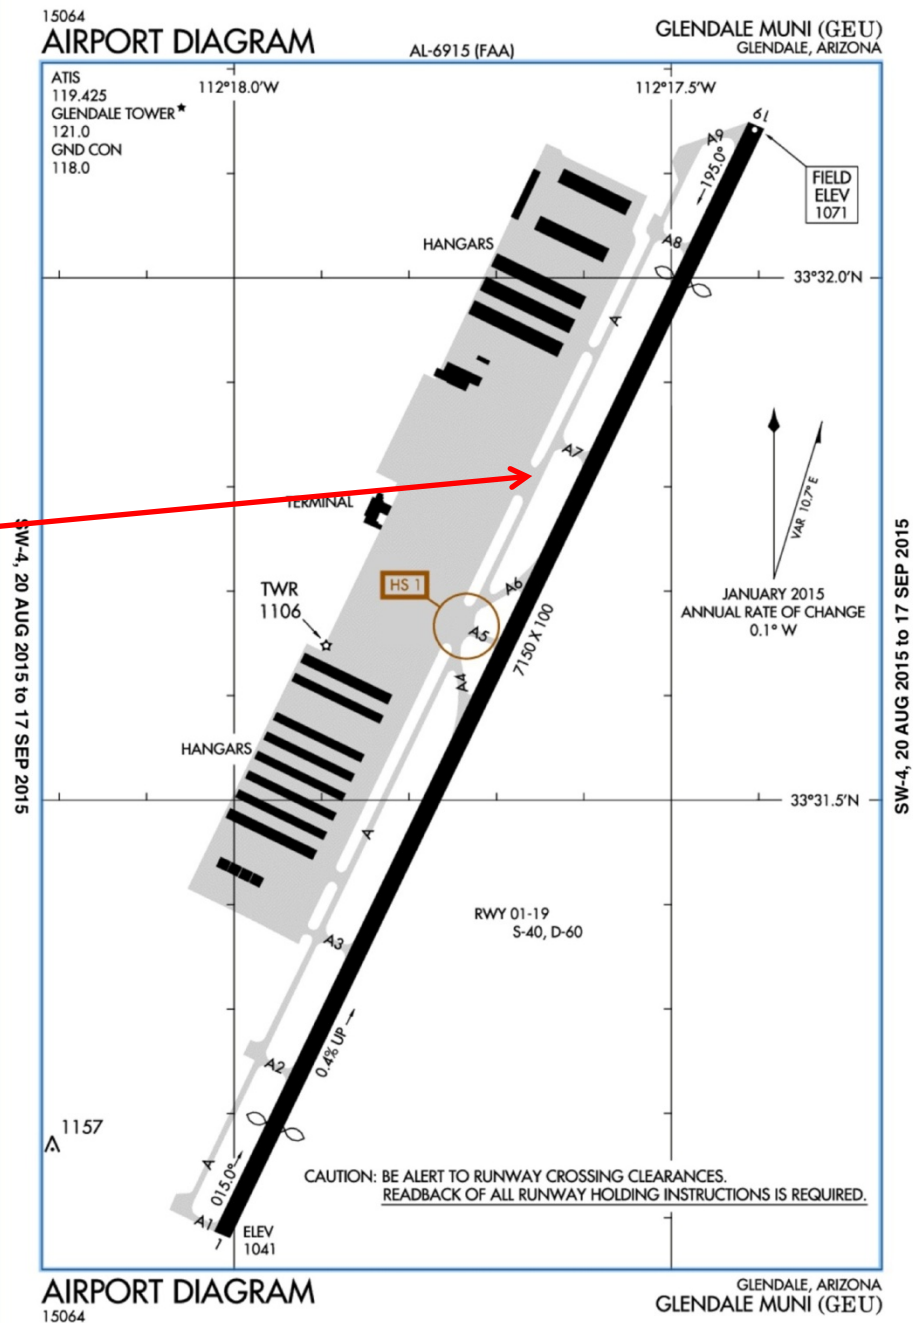 15064
AIRPORT DIAGRAM
AL-6915 (FAA)
GLENDALE MUNI (GEU)
GLENDALE, ARIZONA
ATIS
119.425
GLENDALE TOWER★
121.0
GND CON
118.0
112°18.0'W
112°17.5'W
19
A9
←195.0°
FIELD
ELEV
1071
A8
HANGARS
33°32.0'N
A
A7
VAR 10.7° E
TERMINAL
JANUARY 2015
ANNUAL RATE OF CHANGE
0.1° W
HS 1
A6
TWR
1106
A5
7150 X 100
A4
SW-4, 20 AUG 2015 to 17 SEP 2015
SW-4, 20 AUG 2015 to 17 SEP 2015
HANGARS
33°31.5'N
A
RWY 01-19
S-40, D-60
A3
0.4% UP→
A2
1157
A
015.0°→
CAUTION: BE ALERT TO RUNWAY CROSSING CLEARANCES.
READBACK OF ALL RUNWAY HOLDING INSTRUCTIONS IS REQUIRED.
A1
1
ELEV
1041
AIRPORT DIAGRAM
15064
GLENDALE, ARIZONA
GLENDALE MUNI (GEU)